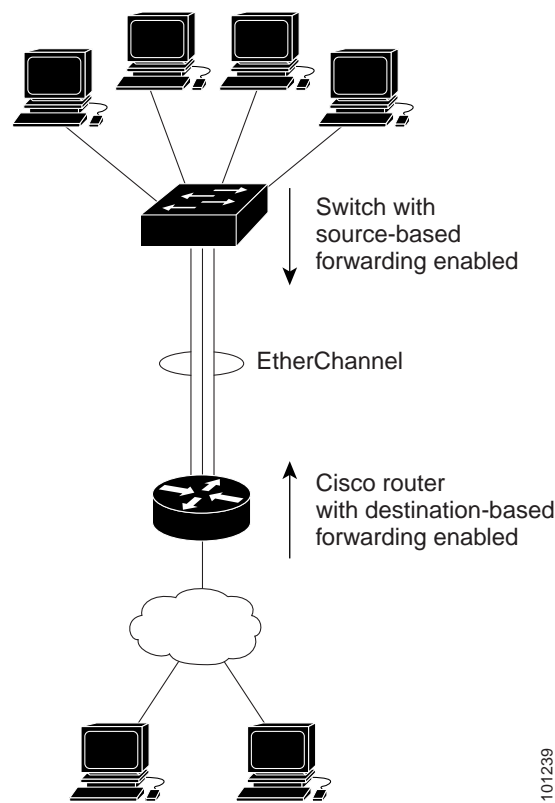 Switch with
source-based
forwarding enabled
EtherChannel
Cisco router
with destination-based
forwarding enabled
101239